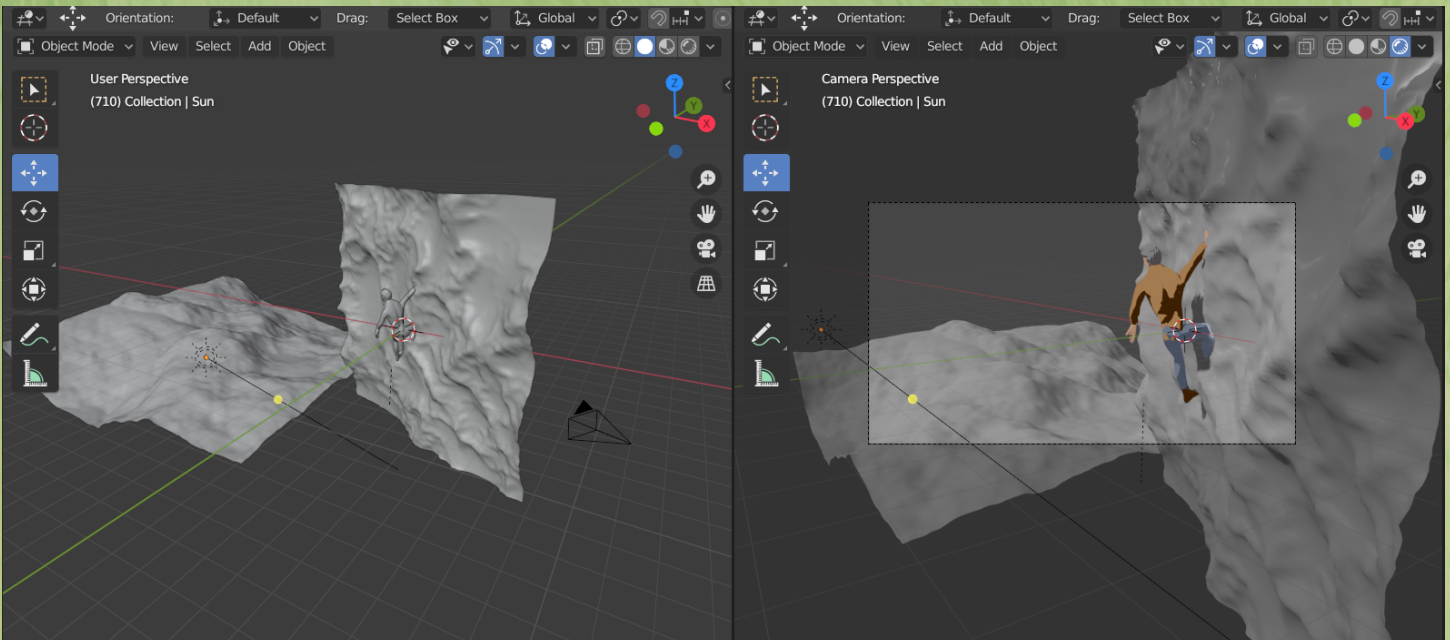 Orientation: Default Drag: Select Box Global
Object Mode View Select Add Object
User Perspective
(710) Collection | Sun
Z
Y
X
Orientation: Default Drag: Select Box Global
Object Mode View Select Add Object
Camera Perspective
(710) Collection | Sun
Z
Y
X